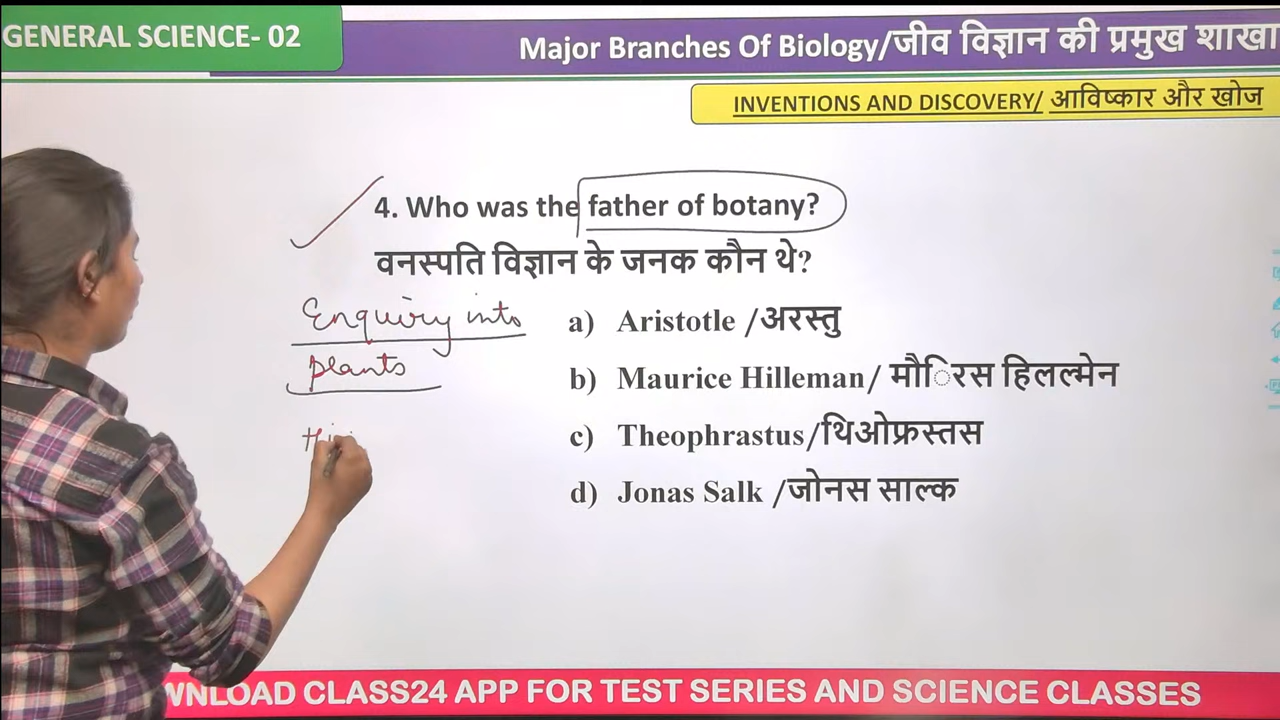 GENERAL SCIENCE- 02
Major Branches Of Biology/जीव विज्ञान की प्रमुख शाखा
INVENTIONS AND DISCOVERY/ आविष्कार और खोज
4. Who was the father of botany?
वनस्पति विज्ञान के जनक कौन थे?
Enquiry into
plants
a) Aristotle /अरस्तु
b) Maurice Hilleman/ मौिरस हिलल्मेन
c) Theophrastus/थिओफ्रस्तस
d) Jonas Salk /जोनस साल्क
WNLOAD CLASS24 APP FOR TEST SERIES AND SCIENCE CLASSES